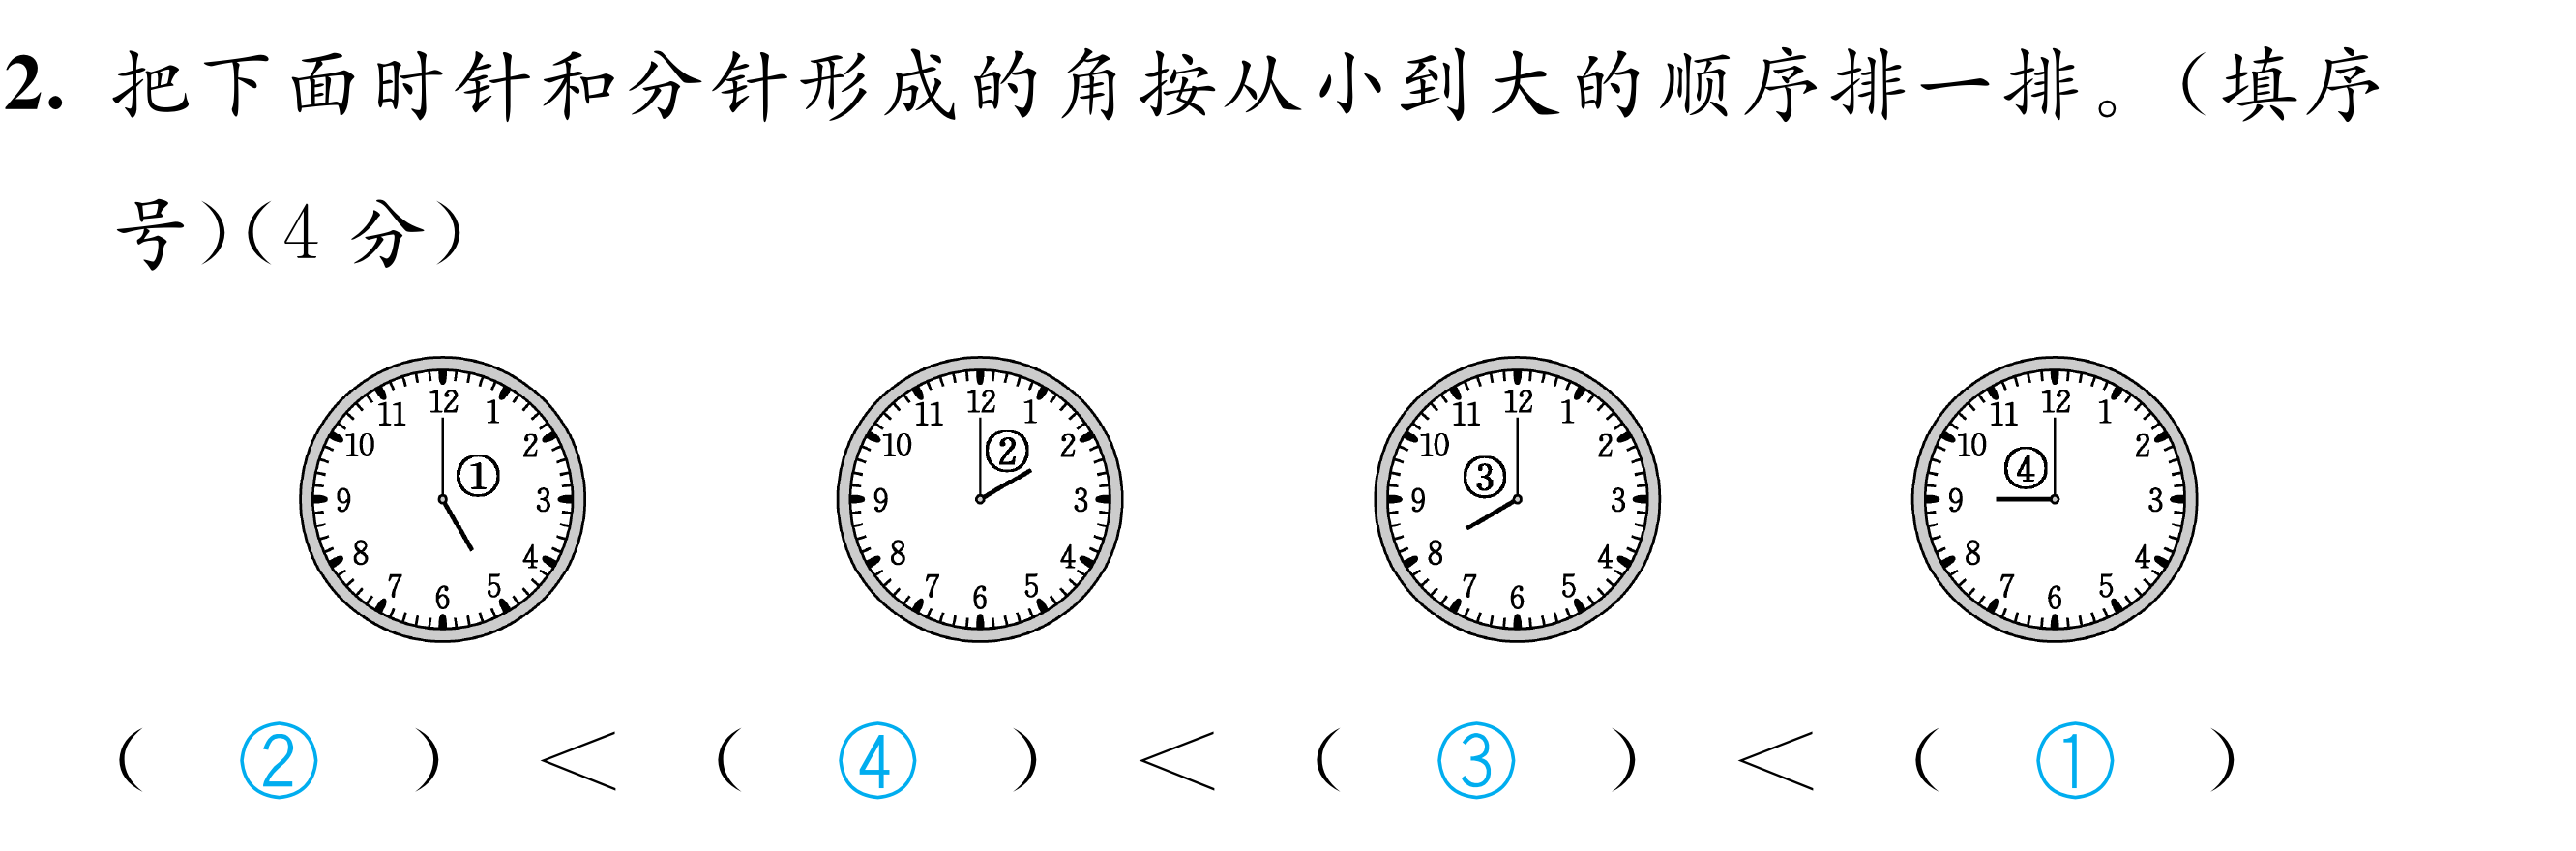 2. 把下面时针和分针形成的角按从小到大的顺序排一排。(填序
号)(4 分)
12 1 2 3 4 5 6 7 8 9 10 11 ①
12 1 2 3 4 5 6 7 8 9 10 11 ②
12 1 2 3 4 5 6 7 8 9 10 11 ③
12 1 2 3 4 5 6 7 8 9 10 11 ④
( ② ) < ( ④ ) < ( ③ ) < ( ① )